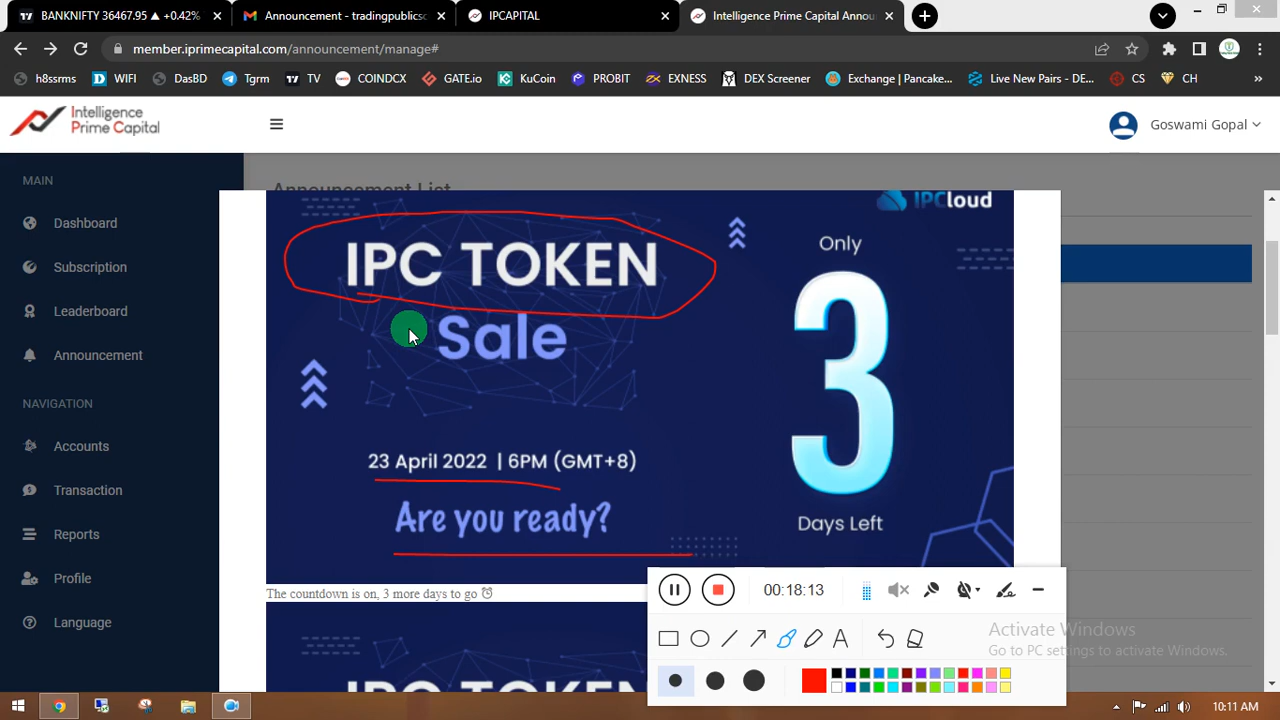 BANKNIFTY 36467.95 ▲ +0.42%
Announcement - tradingpublicsc
IPCAPITAL
Intelligence Prime Capital Annou
member.iprimecapital.com/announcement/manage#
h8ssrms
WIFI
DasBD
Tgrm
TV
COINDCX
GATE.io
KuCoin
PROBIT
EXNESS
DEX Screener
Exchange | Pancake...
Live New Pairs - DE...
CS
CH
»
Intelligence
Prime Capital
Goswami Gopal
MAIN
Dashboard
Subscription
Leaderboard
Announcement
NAVIGATION
Accounts
Transaction
Reports
Profile
Language
Announcement List
IPCloud
IPC TOKEN
Sale
23 April 2022 | 6PM (GMT+8)
Are you ready?
Only
3
Days Left
The countdown is on, 3 more days to go ⏰
IPC TOKEN
00:18:13
A
Activate Windows
Go to PC settings to activate Windows.
10:11 AM